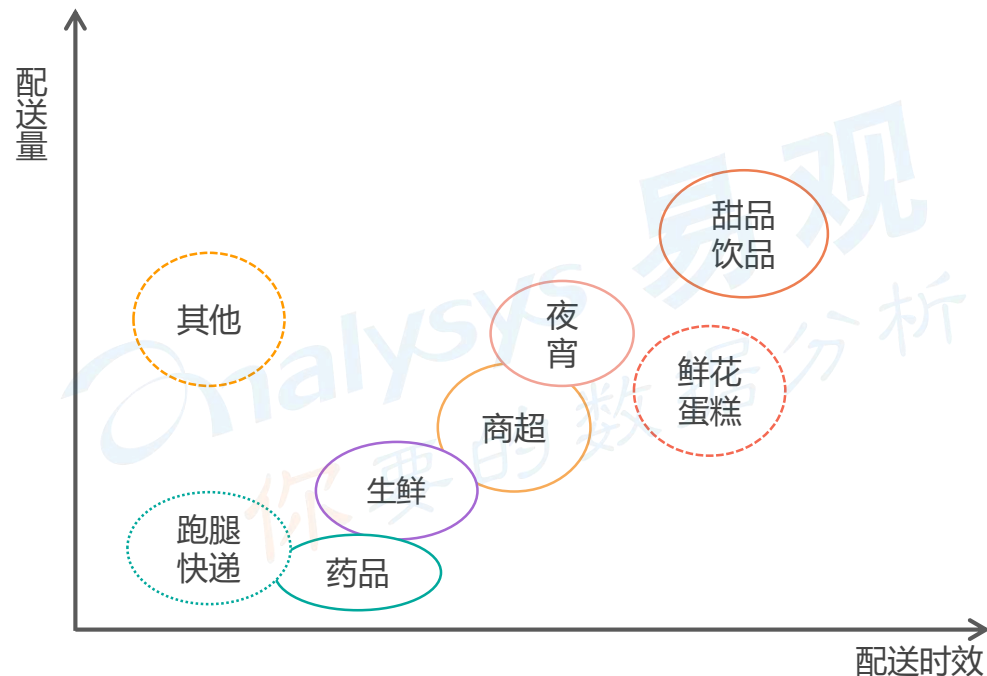 配送量
甜品
饮品
其他
夜
宵
鲜花
蛋糕
商超
生鲜
跑腿
快递
药品
配送时效
analysys 易观
你要的数据分析